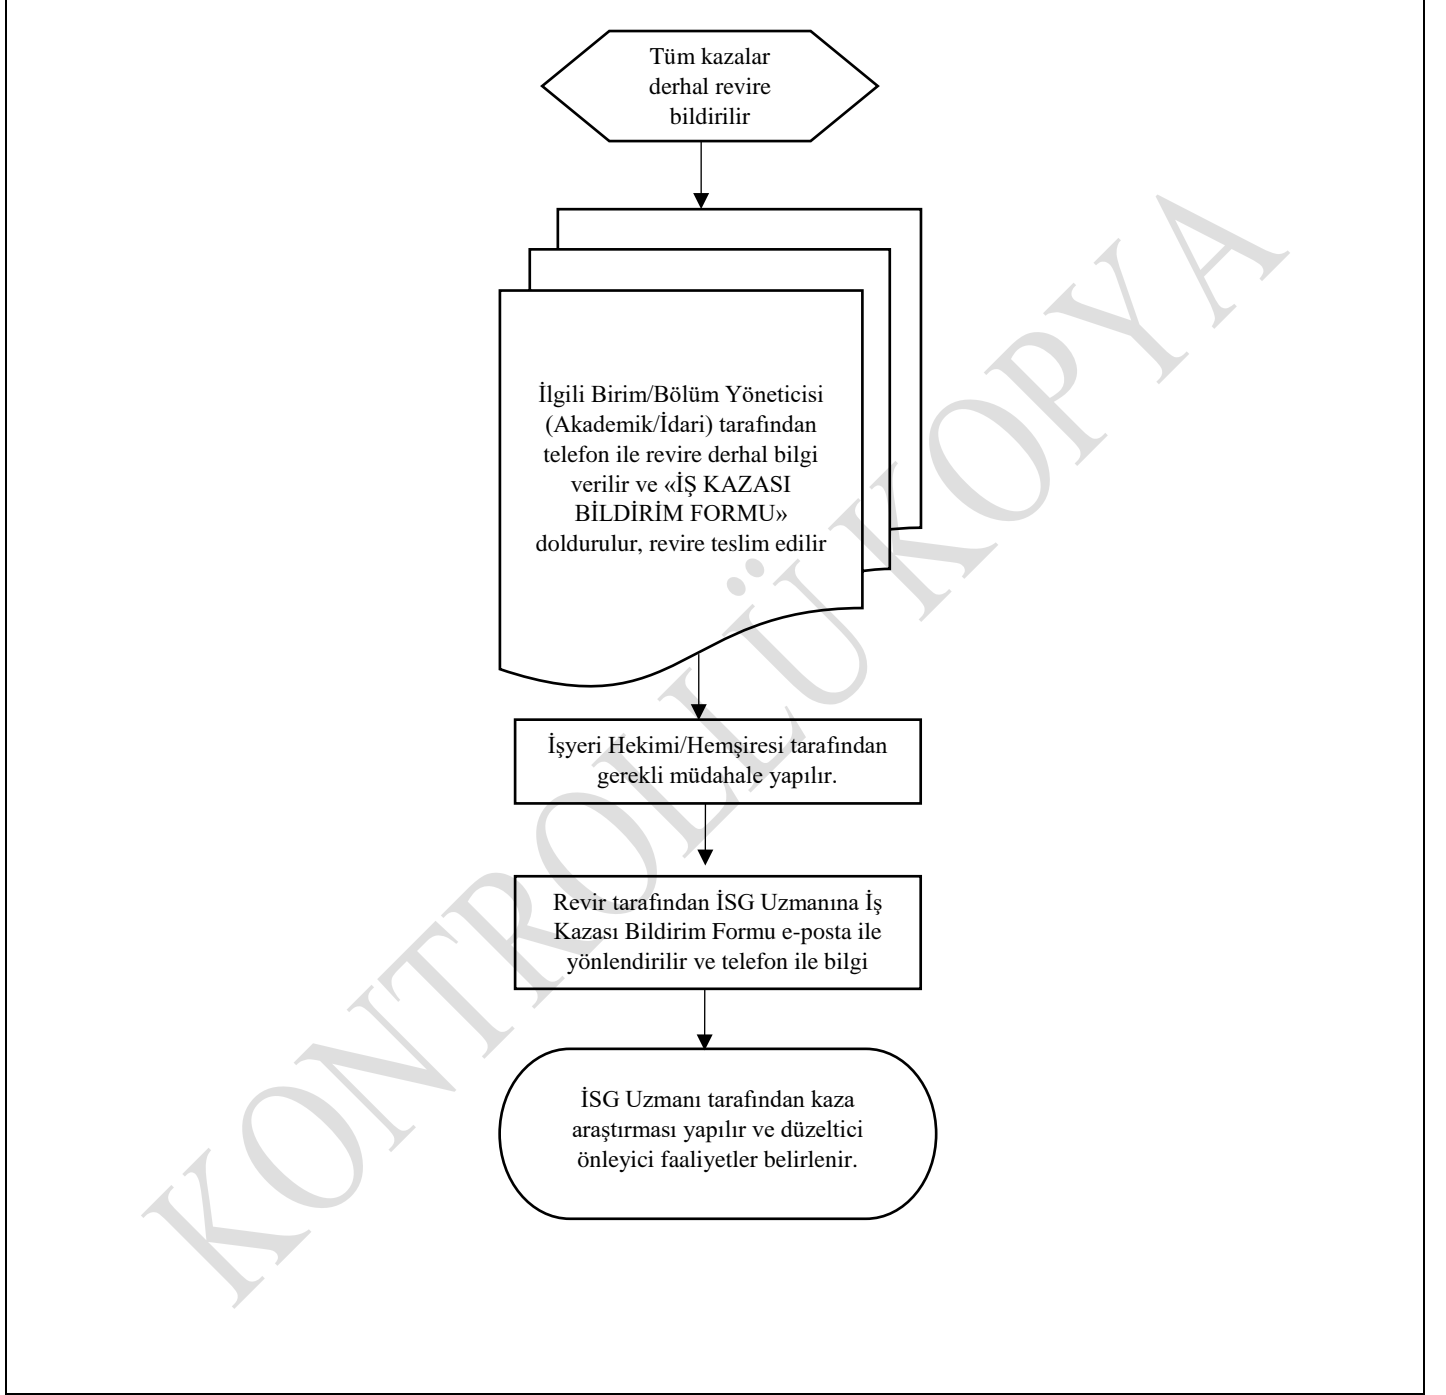 Tüm kazalar
derhal revire
bildirilir
İlgili Birim/Bölüm Yöneticisi
(Akademik/İdari) tarafından
telefon ile revire derhal bilgi
verilir ve «İŞ KAZASI
BİLDİRİM FORMU»
doldurulur, revire teslim edilir
İşyeri Hekimi/Hemşiresi tarafından
gerekli müdahale yapılır.
Revir tarafından İSG Uzmanına İş
Kazası Bildirim Formu e-posta ile
yönlendirilir ve telefon ile bilgi
İSG Uzmanı tarafından kaza
araştırması yapılır ve düzeltici
önleyici faaliyetler belirlenir.
KONTROLLÜ KOPYA